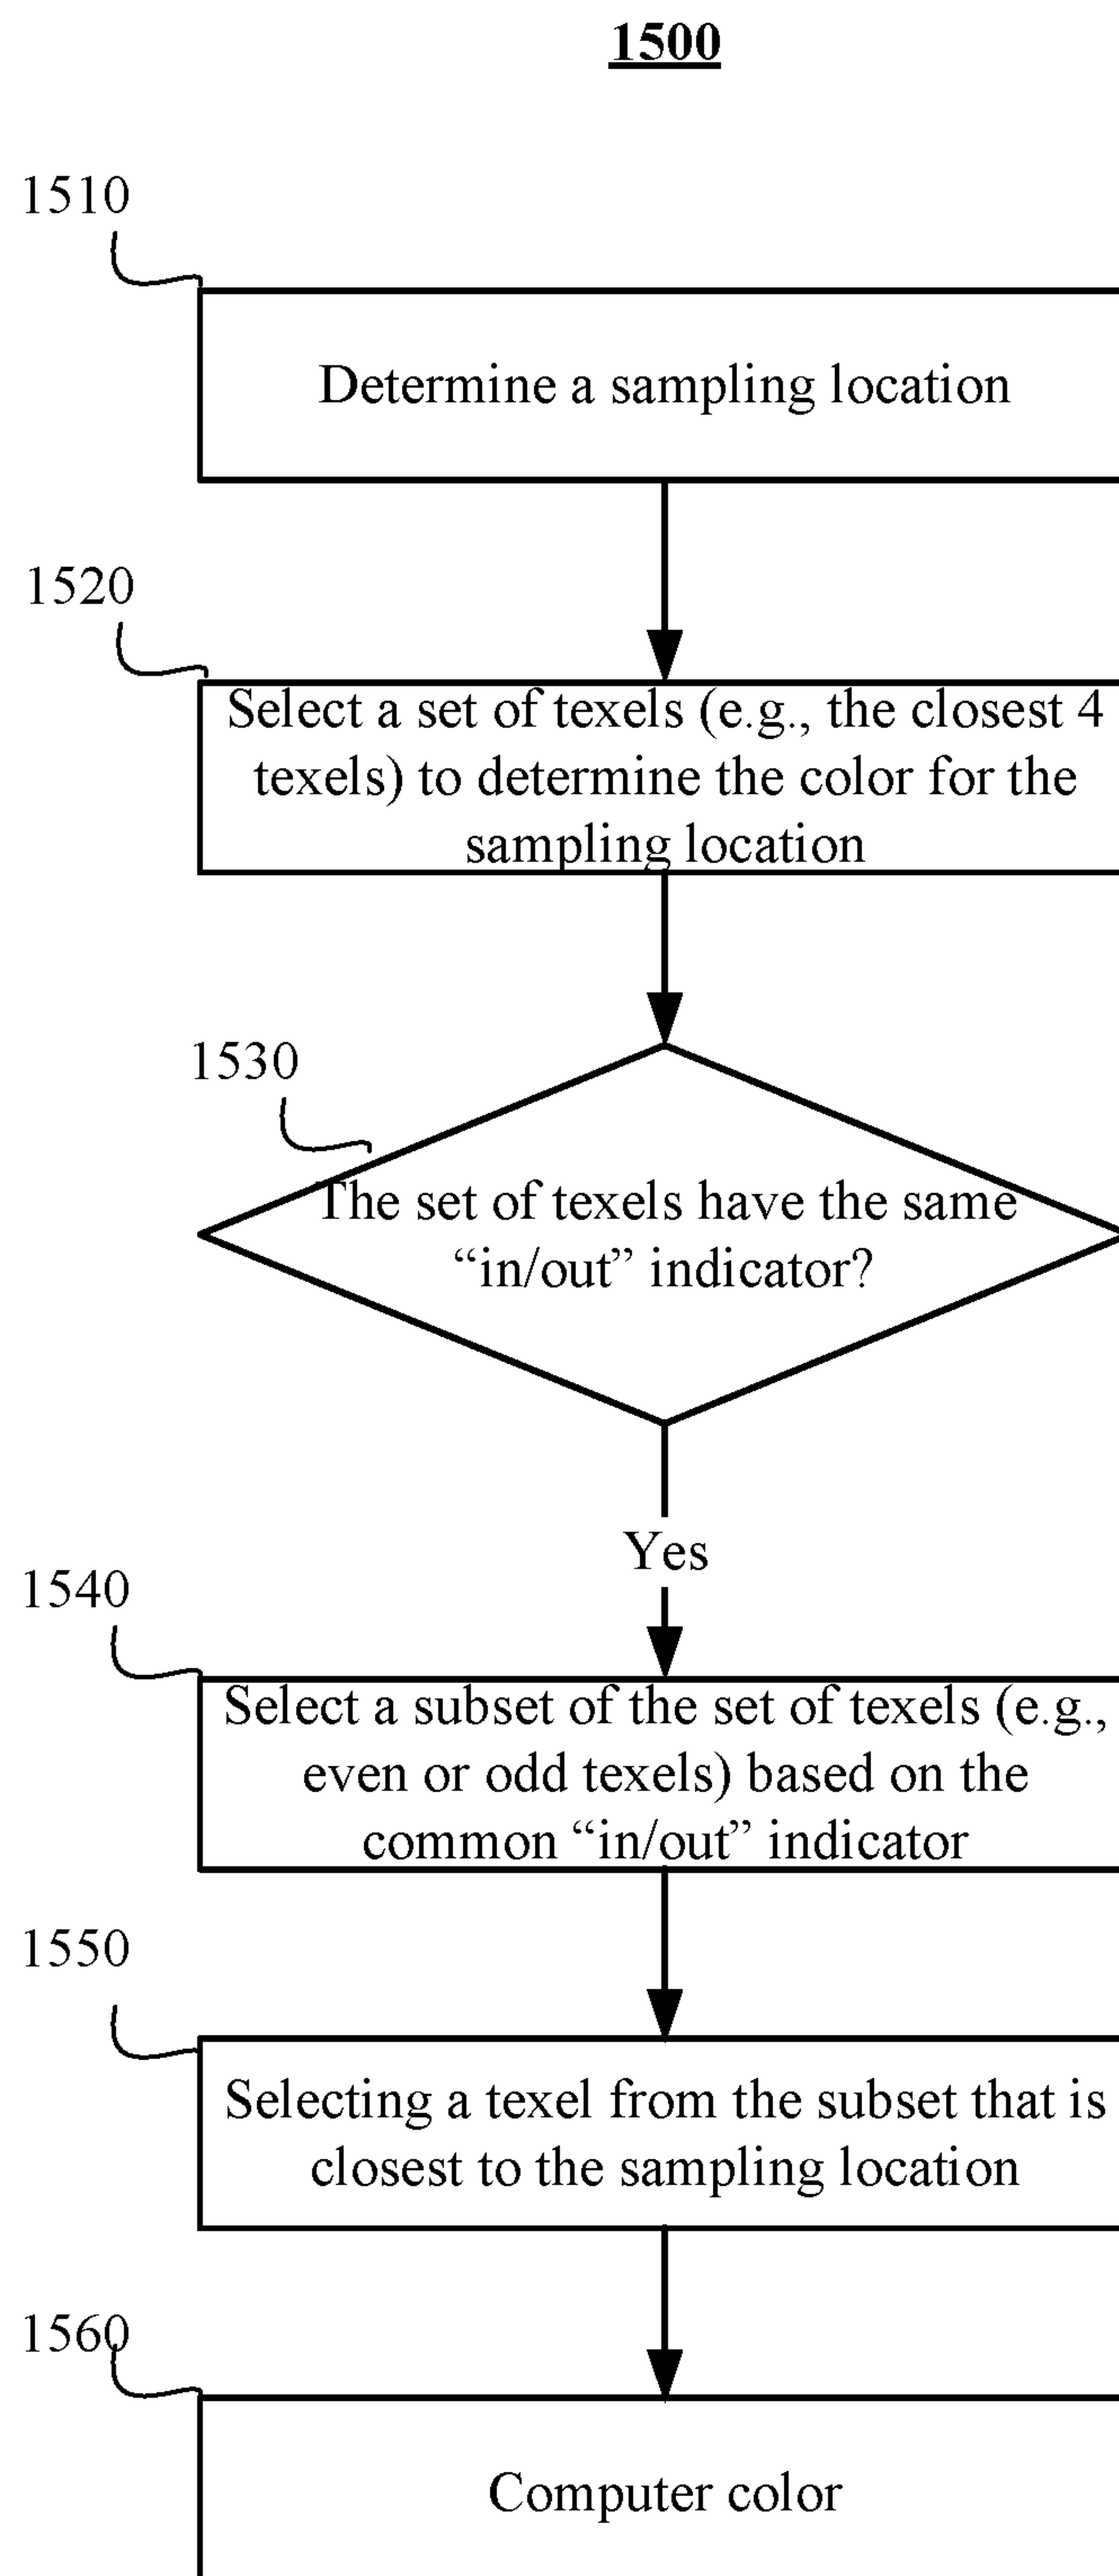 1500
1510
Determine a sampling location
1520
Select a set of texels (e.g., the closest 4
texels) to determine the color for the
sampling location
1530
The set of texels have the same
“in/out” indicator?
Yes
1540
Select a subset of the set of texels (e.g.,
even or odd texels) based on the
common “in/out” indicator
1550
Selecting a texel from the subset that is
closest to the sampling location
1560
Computer color